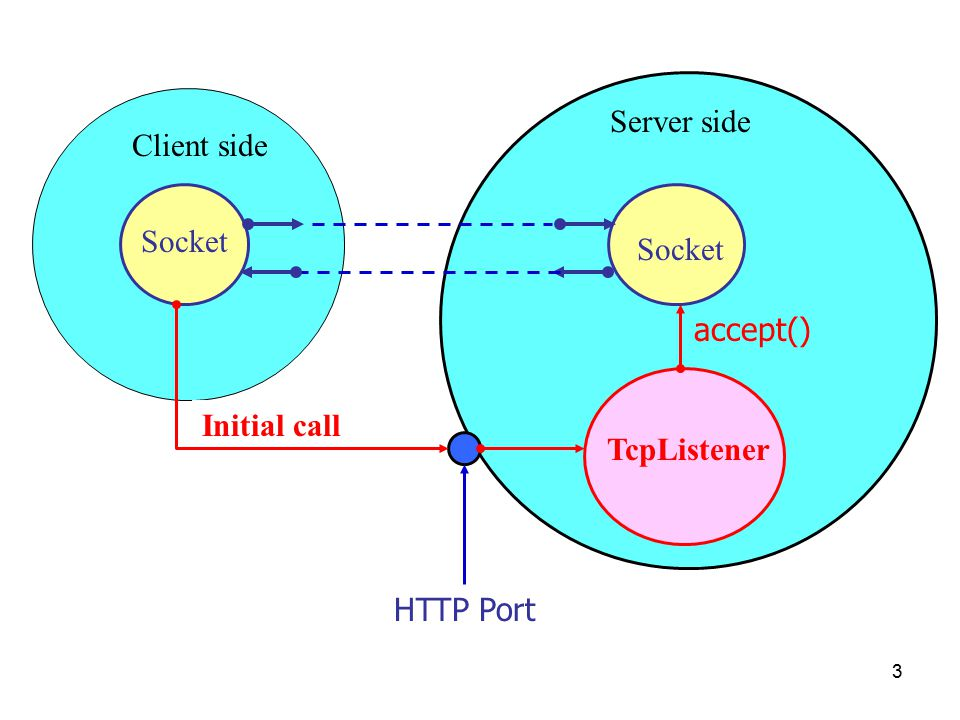 Server side
Client side
Socket
Socket
accept()
Initial call
TcpListener
HTTP Port
3